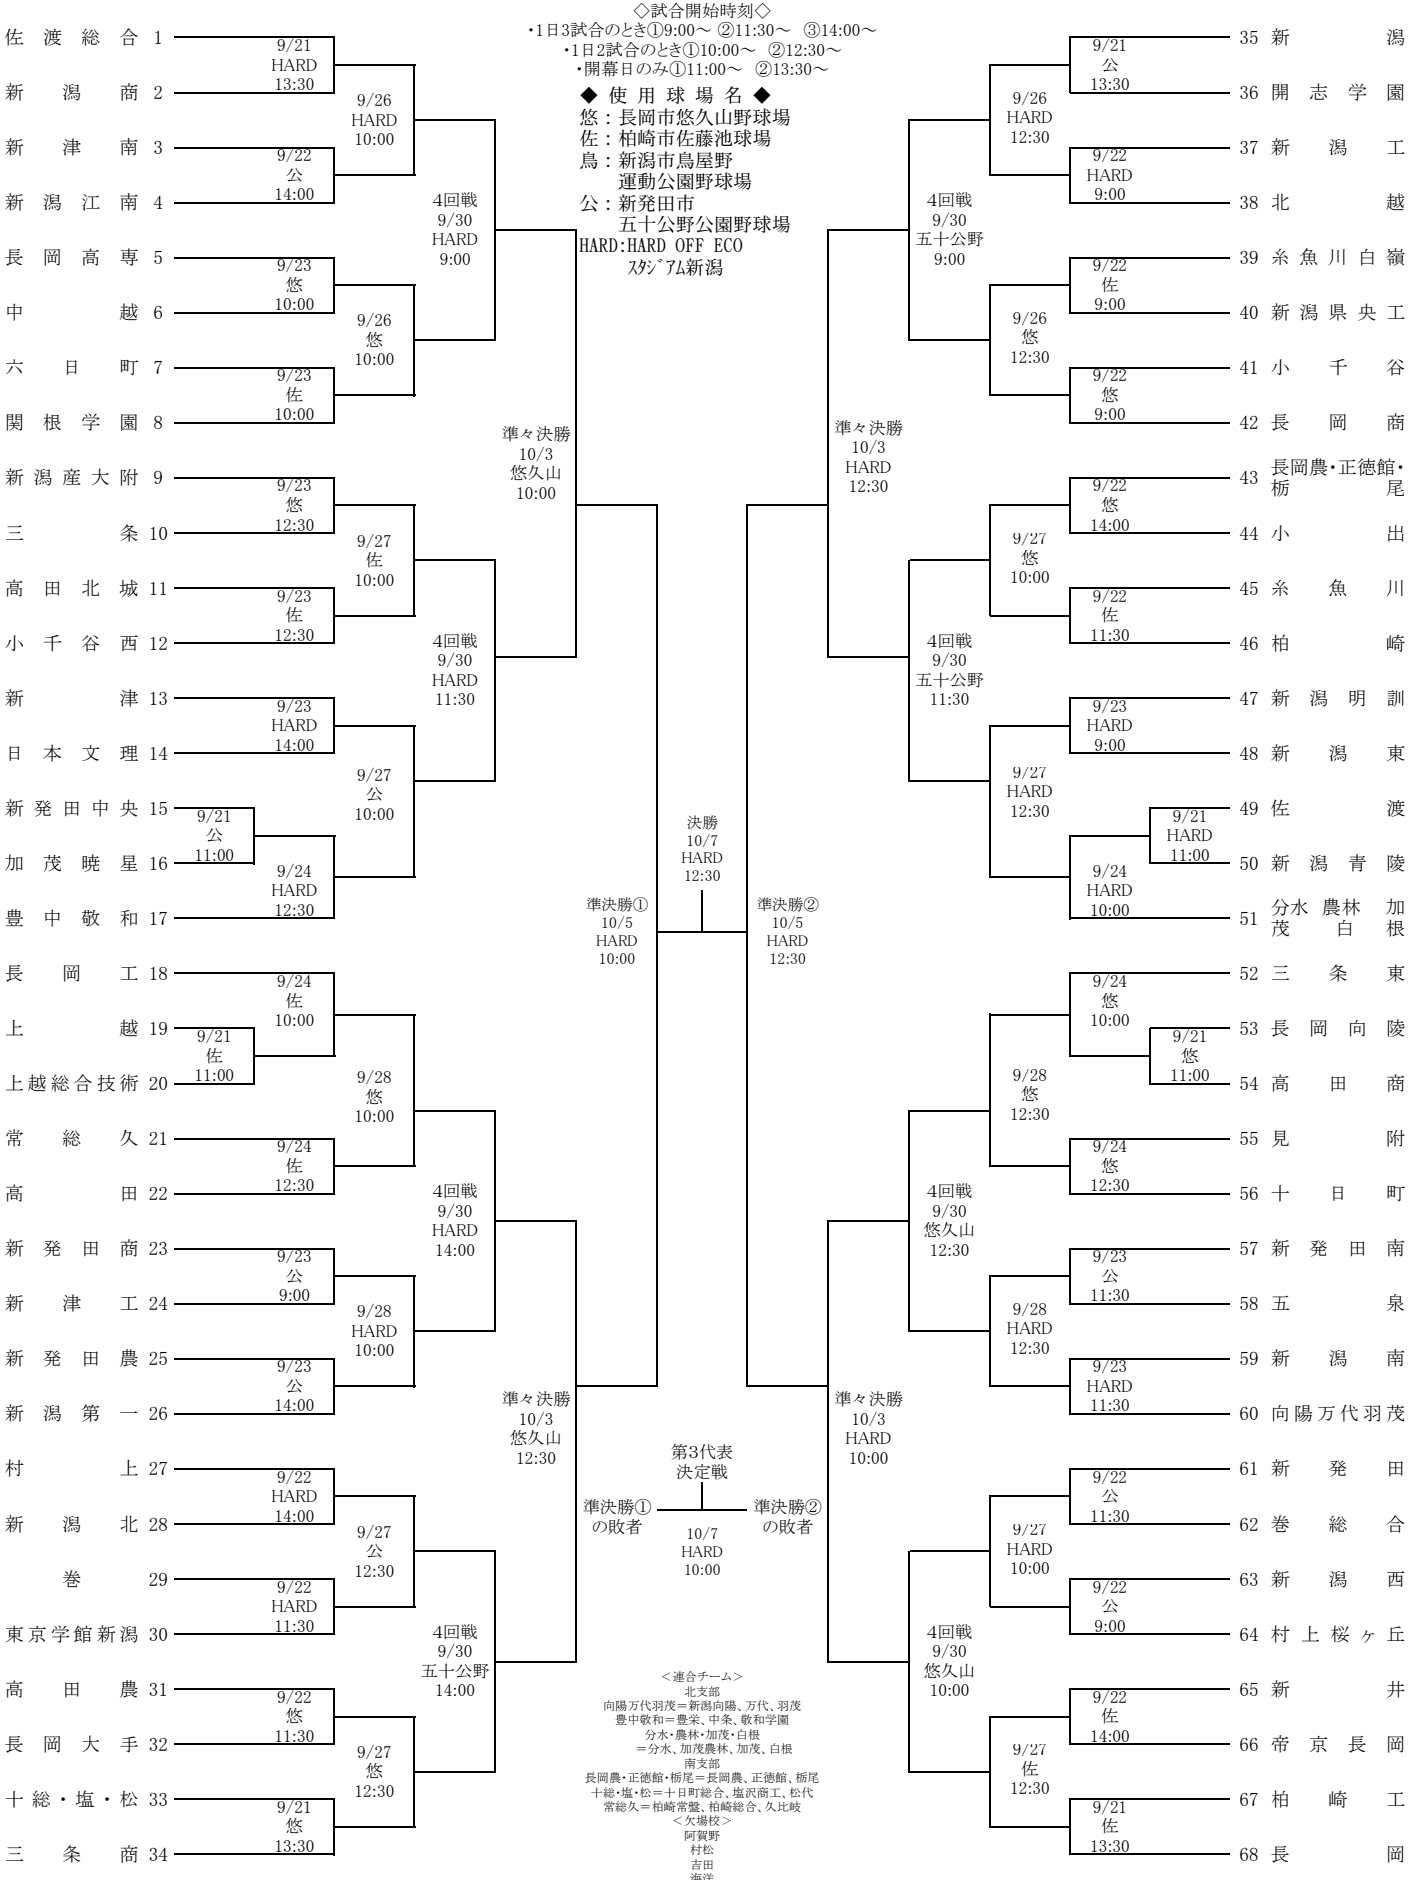 ◇試合開始時刻◇
・1日3試合のとき①9:00～ ②11:30～ ③14:00～
・1日2試合のとき①10:00～ ②12:30～
・開幕日のみ①11:00～ ②13:30～
◆ 使 用 球 場 名 ◆
悠：長岡市悠久山野球場
佐：柏崎市佐藤池球場
鳥：新潟市鳥屋野
運動公園野球場
公：新発田市
五十公野公園野球場
HARD:HARD OFF ECO
ｽﾀｼﾞｱﾑ新潟
佐渡総合 1
新潟商 2
新津南 3
新潟江南 4
長岡高専 5
中越 6
六日町 7
関根学園 8
新潟産大附 9
三条 10
高田北城 11
小千谷西 12
新津 13
日本文理 14
新発田中央 15
加茂暁星 16
豊中敬和 17
長岡工 18
上越 19
上越総合技術 20
常総久 21
高田 22
新発田商 23
新津工 24
新発田農 25
新潟第一 26
村上 27
新潟北 28
巻 29
東京学館新潟 30
高田農 31
長岡大手 32
十総・塩・松 33
三条商 34
9/21
公
11:00
9/21
佐
11:00
9/21
HARD
13:30
9/22
公
14:00
9/23
悠
10:00
9/23
佐
10:00
9/23
悠
12:30
9/23
佐
12:30
9/23
HARD
14:00
9/24
HARD
12:30
9/24
佐
10:00
9/24
佐
12:30
9/23
公
9:00
9/23
公
14:00
9/22
HARD
14:00
9/22
HARD
11:30
9/22
悠
11:30
9/21
悠
13:30
9/26
HARD
10:00
9/26
悠
10:00
9/27
佐
10:00
9/27
公
10:00
9/28
悠
10:00
9/28
HARD
10:00
9/27
公
12:30
9/27
悠
12:30
4回戦
9/30
HARD
9:00
4回戦
9/30
HARD
11:30
4回戦
9/30
HARD
14:00
4回戦
9/30
五十公野
14:00
準々決勝
10/3
悠久山
10:00
準々決勝
10/3
悠久山
12:30
準決勝①
10/5
HARD
10:00
決勝
10/7
HARD
12:30
準決勝②
10/5
HARD
12:30
第3代表
決定戦
準決勝①
の敗者
10/7
HARD
10:00
準決勝②
の敗者
準々決勝
10/3
HARD
12:30
準々決勝
10/3
HARD
10:00
4回戦
9/30
五十公野
9:00
4回戦
9/30
五十公野
11:30
4回戦
9/30
悠久山
12:30
4回戦
9/30
悠久山
10:00
9/26
HARD
12:30
9/26
悠
12:30
9/27
悠
10:00
9/27
HARD
12:30
9/28
悠
12:30
9/28
HARD
12:30
9/27
HARD
10:00
9/27
佐
12:30
9/21
公
13:30
9/22
HARD
9:00
9/22
佐
9:00
9/22
悠
9:00
9/22
悠
14:00
9/22
佐
11:30
9/23
HARD
9:00
9/24
HARD
10:00
9/24
悠
10:00
9/24
悠
12:30
9/23
公
11:30
9/23
HARD
11:30
9/22
公
11:30
9/22
公
9:00
9/22
佐
14:00
9/21
佐
13:30
9/21
HARD
11:00
9/21
悠
11:00
35 新潟
36 開志学園
37 新潟工
38 北越
39 糸魚川白嶺
40 新潟県央工
41 小千谷
42 長岡商
43 長岡農・正徳館・
栃尾
44 小出
45 糸魚川
46 柏崎
47 新潟明訓
48 新潟東
49 佐渡
50 新潟青陵
51 分水 農林 加
茂 白 根
52 三条東
53 長岡向陵
54 高田商
55 見附
56 十日町
57 新発田南
58 五泉
59 新潟南
60 向陽万代羽茂
61 新発田
62 巻総合
63 新潟西
64 村上桜ヶ丘
65 新井
66 帝京長岡
67 柏崎工
68 長岡
＜連合チーム＞
北支部
向陽万代羽茂＝新潟向陽、万代、羽茂
豊中敬和＝豊栄、中条、敬和学園
分水・農林・加茂・白根
＝分水、加茂農林、加茂、白根
南支部
長岡農・正徳館・栃尾＝長岡農、正徳館、栃尾
十総・塩・松＝十日町総合、塩沢商工、松代
常総久＝柏崎常盤、柏崎総合、久比岐
＜欠場校＞
阿賀野
村松
吉田
海洋